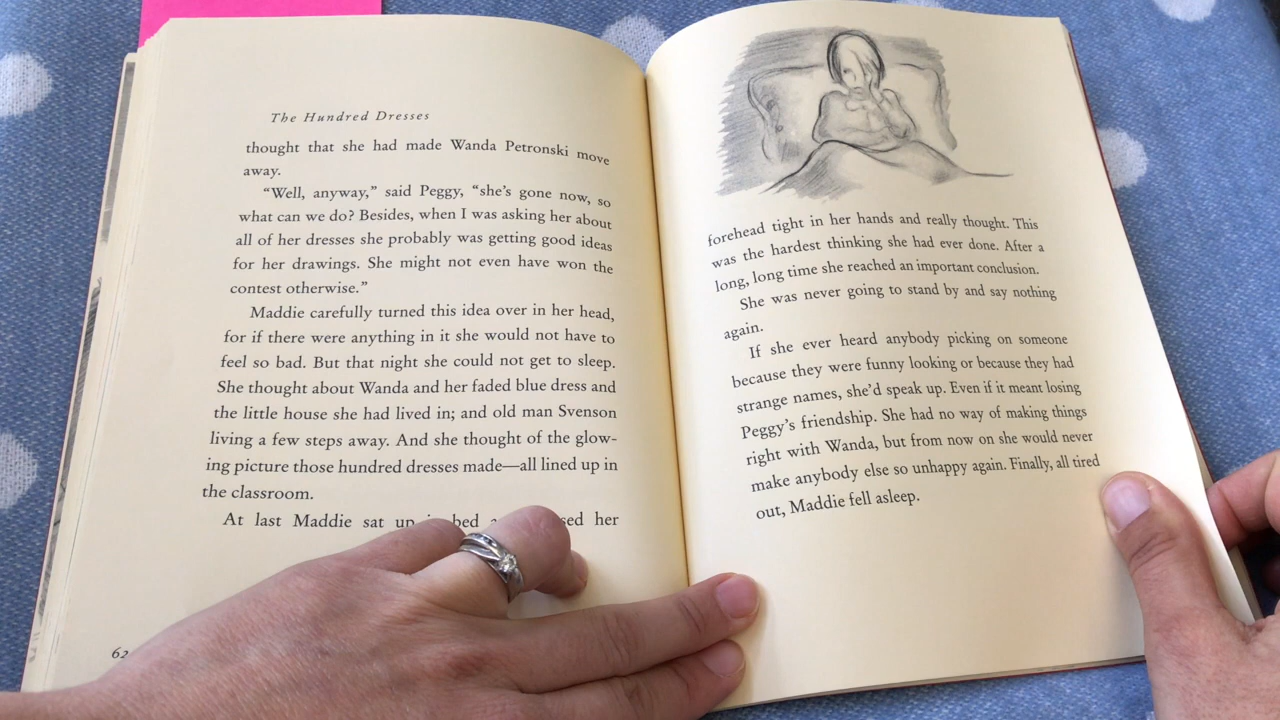 The Hundred Dresses
thought that she had made Wanda Petronski move
away.
“Well, anyway,” said Peggy, “she’s gone now, so
what can we do? Besides, when I was asking her about
all of her dresses she probably was getting good ideas
for her drawings. She might not even have won the
contest otherwise.”
Maddie carefully turned this idea over in her head,
for if there were anything in it she would not have to
feel so bad. But that night she could not get to sleep.
She thought about Wanda and her faded blue dress and
the little house she had lived in; and old man Svenson
living a few steps away. And she thought of the glow-
ing picture those hundred dresses made—all lined up in
the classroom.
At last Maddie sat up in bed her
62
forehead tight in her hands and really thought. This
was the hardest thinking she had ever done. After a
long, long time she reached an important conclusion.
She was never going to stand by and say nothing
again.
If she ever heard anybody picking on someone
because they were funny looking or because they had
strange names, she’d speak up. Even if it meant losing
Peggy’s friendship. She had no way of making things
right with Wanda, but from now on she would never
make anybody else so unhappy again. Finally, all tired
out, Maddie fell asleep.